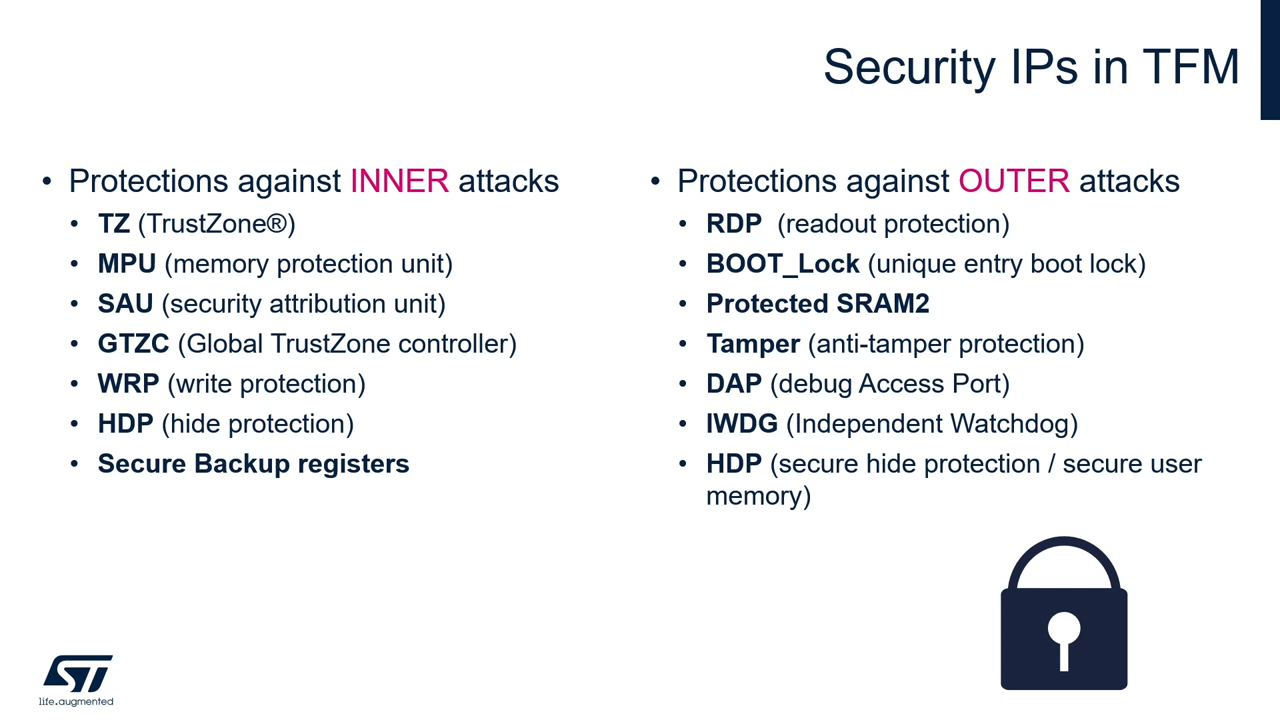 Security IPs in TFM
• Protections against INNER attacks
• TZ (TrustZone®)
• MPU (memory protection unit)
• SAU (security attribution unit)
• GTZC (Global TrustZone controller)
• WRP (write protection)
• HDP (hide protection)
• Secure Backup registers
• Protections against OUTER attacks
• RDP  (readout protection)
• BOOT_Lock (unique entry boot lock)
• Protected SRAM2
• Tamper (anti-tamper protection)
• DAP (debug Access Port)
• IWDG (Independent Watchdog)
• HDP (secure hide protection / secure user
memory)
ST
life.augmented